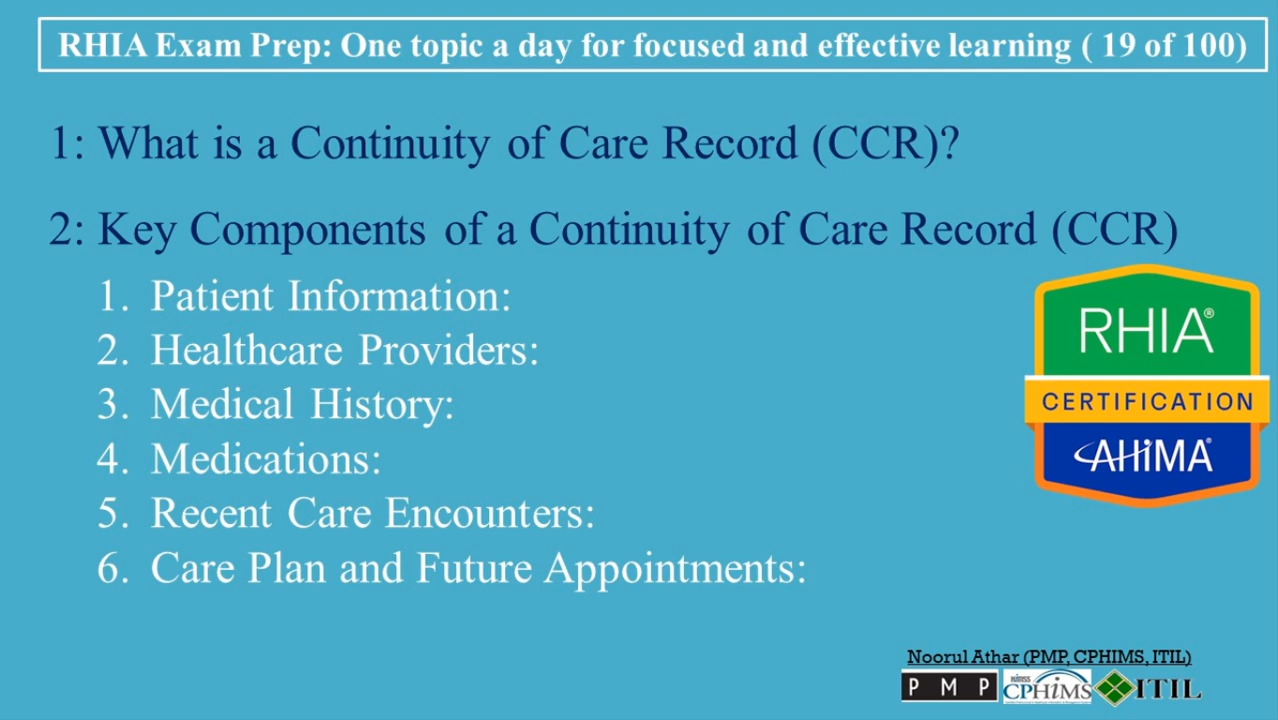 RHIA Exam Prep: One topic a day for focused and effective learning ( 19 of 100)
1: What is a Continuity of Care Record (CCR)?
2: Key Components of a Continuity of Care Record (CCR)
1. Patient Information:
2. Healthcare Providers:
3. Medical History:
4. Medications:
5. Recent Care Encounters:
6. Care Plan and Future Appointments:
RHIA®
CERTIFICATION
AHiMA®
Noorul Athar (PMP, CPHIMS, ITIL)
P M P
himss
CPHiMS
ITIL